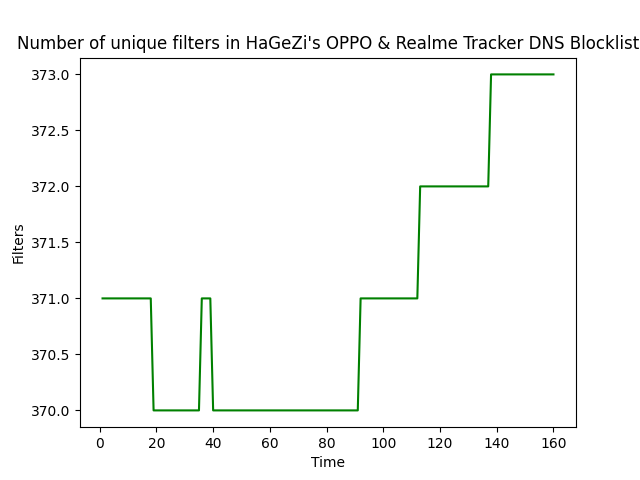 Number of unique filters in HaGeZi's OPPO & Realme Tracker DNS Blocklist
373.0
372.5
372.0
371.5
371.0
370.5
370.0
Filters
0 20 40 60 80 100 120 140 160
Time